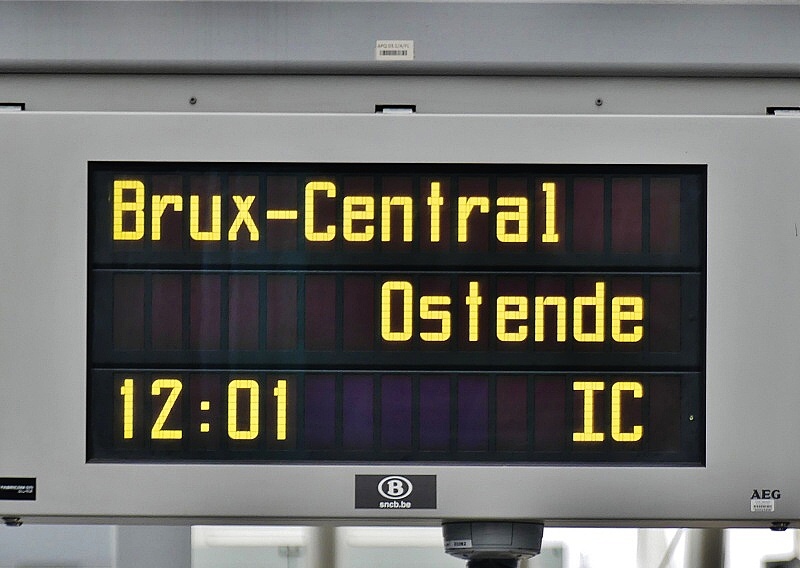 Brux-Central
Ostende
12:01 IC
B
sncb.be
AEG